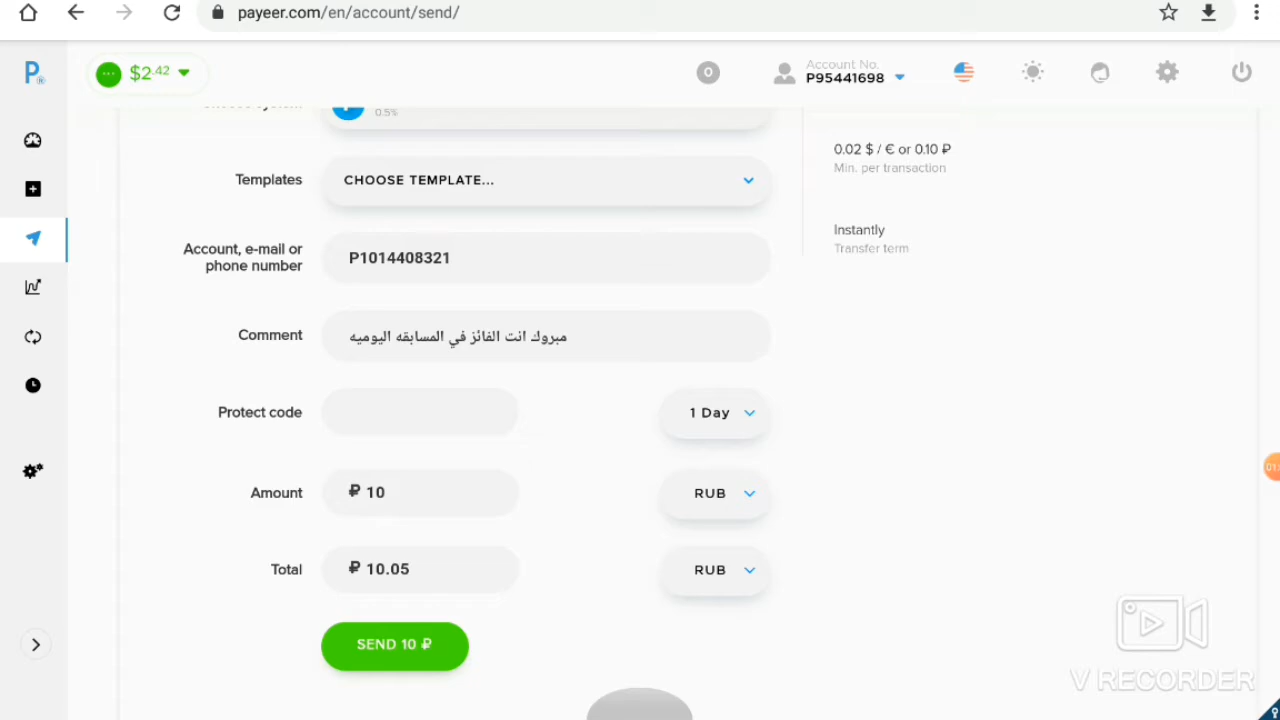 payeer.com/en/account/send/
$2.42
0
Account No.
P95441698
0.5%
Templates
CHOOSE TEMPLATE...
0.02 $ / € or 0.10 ₽
Min. per transaction
Instantly
Transfer term
Account, e-mail or
phone number
P1014408321
Comment
مبروك انت الفائز في المسابقه اليوميه
Protect code
1 Day
Amount
₽ 10
RUB
Total
₽ 10.05
RUB
SEND 10 ₽
V RECORDER